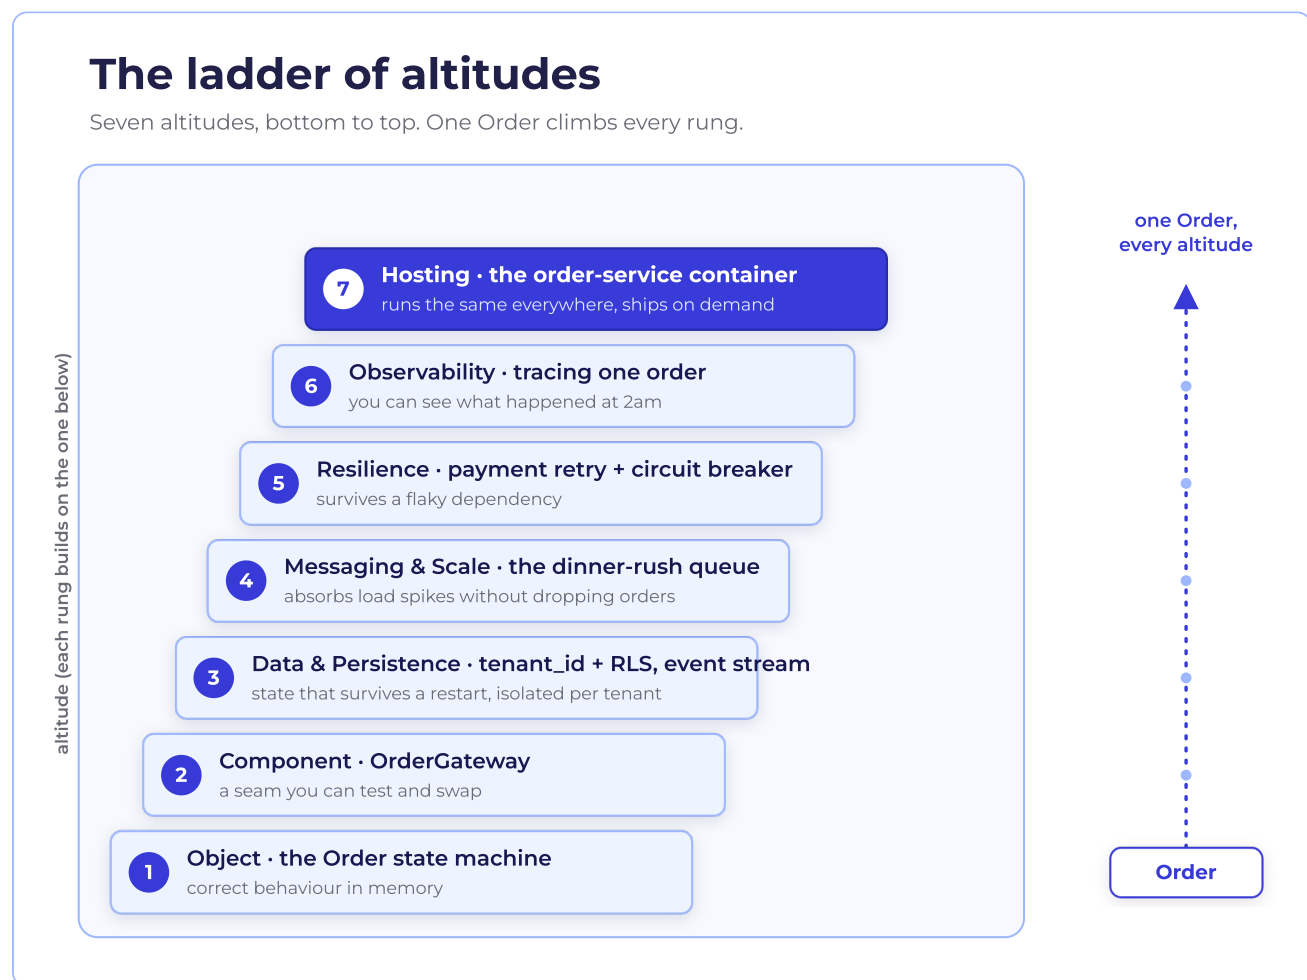 The ladder of altitudes
Seven altitudes, bottom to top. One Order climbs every rung.
altitude (each rung builds on the one below)
7
Hosting · the order-service container
runs the same everywhere, ships on demand
6
Observability · tracing one order
you can see what happened at 2am
5
Resilience · payment retry + circuit breaker
survives a flaky dependency
4
Messaging & Scale · the dinner-rush queue
absorbs load spikes without dropping orders
3
Data & Persistence · tenant_id + RLS, event stream
state that survives a restart, isolated per tenant
2
Component · OrderGateway
a seam you can test and swap
1
Object · the Order state machine
correct behaviour in memory
one Order,
every altitude
Order